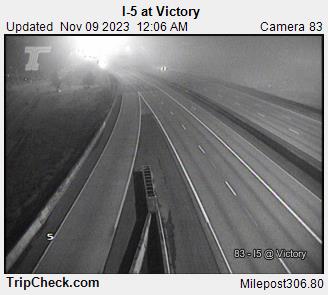 I-5 at Victory
Updated Nov 09 2023 12:06 AM Camera 83
T
S
83 - I5 @ Victory
TripCheck.com Milepost306.80